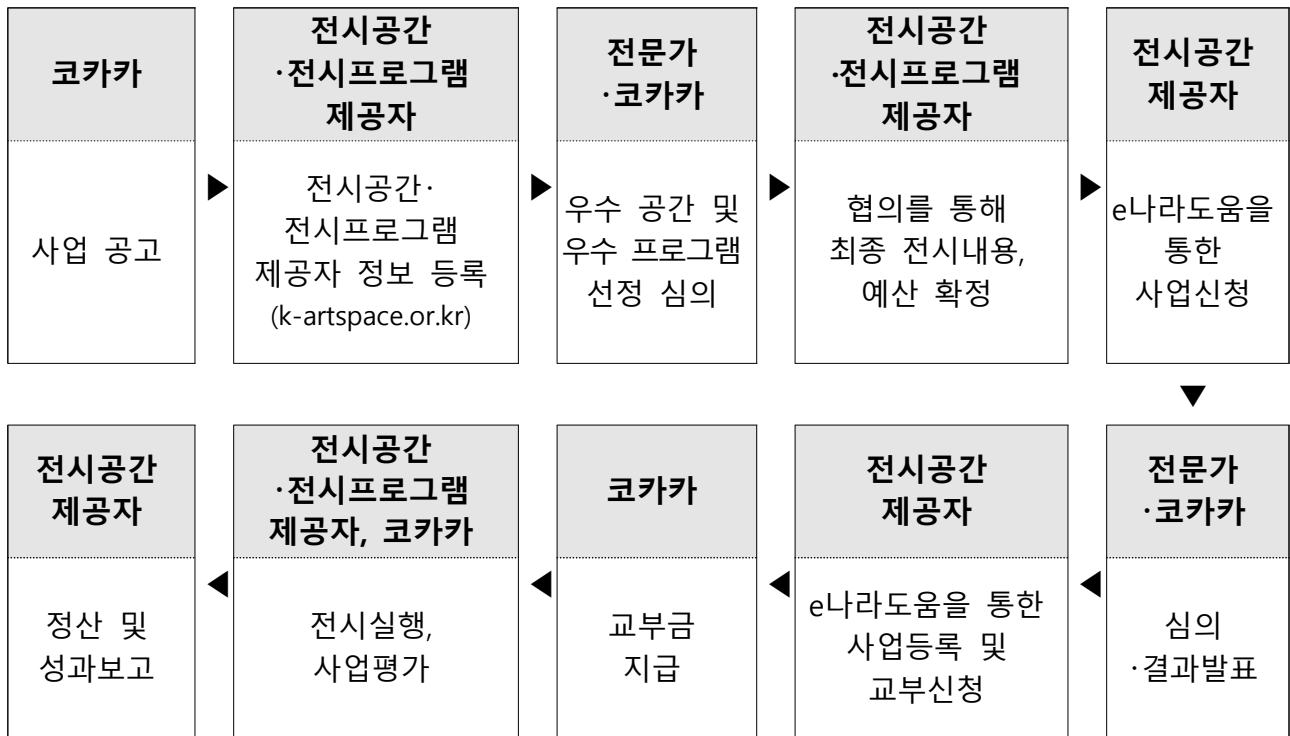 코카카
사업 공고
▶
전시공간
·전시프로그램
제공자
전시공간·
전시프로그램
제공자 정보 등록
(k-artspace.or.kr)
▶
전문가
·코카카
우수 공간 및
우수 프로그램
선정 심의
▶
전시공간
·전시프로그램
제공자
협의를 통해
최종 전시내용,
예산 확정
▶
전시공간
제공자
e나라도움을
통한
사업신청
▼
전문가
·코카카
심의
·결과발표
◀
전시공간
제공자
e나라도움을 통한
사업등록 및
교부신청
◀
코카카
교부금
지급
◀
전시공간
·전시프로그램
제공자, 코카카
전시실행,
사업평가
◀
전시공간
제공자
정산 및
성과보고